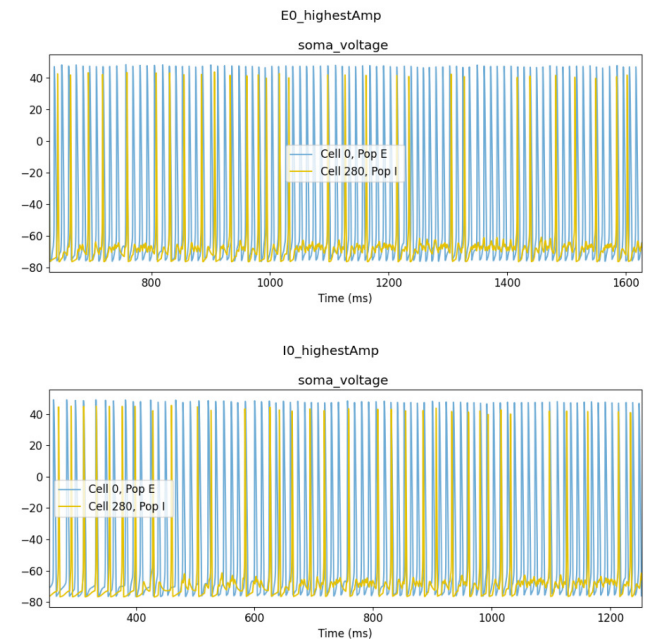 E0_highestAmp
soma_voltage
40
20
0
−20
−40
−60
−80
Cell 0, Pop E
Cell 280, Pop I
800 1000 1200 1400 1600
Time (ms)
I0_highestAmp
soma_voltage
40
20
0
−20
−40
−60
−80
Cell 0, Pop E
Cell 280, Pop I
400 600 800 1000 1200
Time (ms)